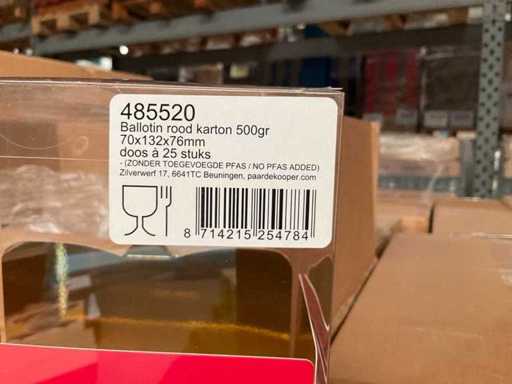 485520
Ballotin rood karton 500gr
70x132x76mm
doos à 25 stuks
- (ZONDER TOEGEVOEGDE PFAS / NO PFAS ADDED)
Zilverwerf 17, 6641TC Beuningen, paardekooper.com
8 714215 254784